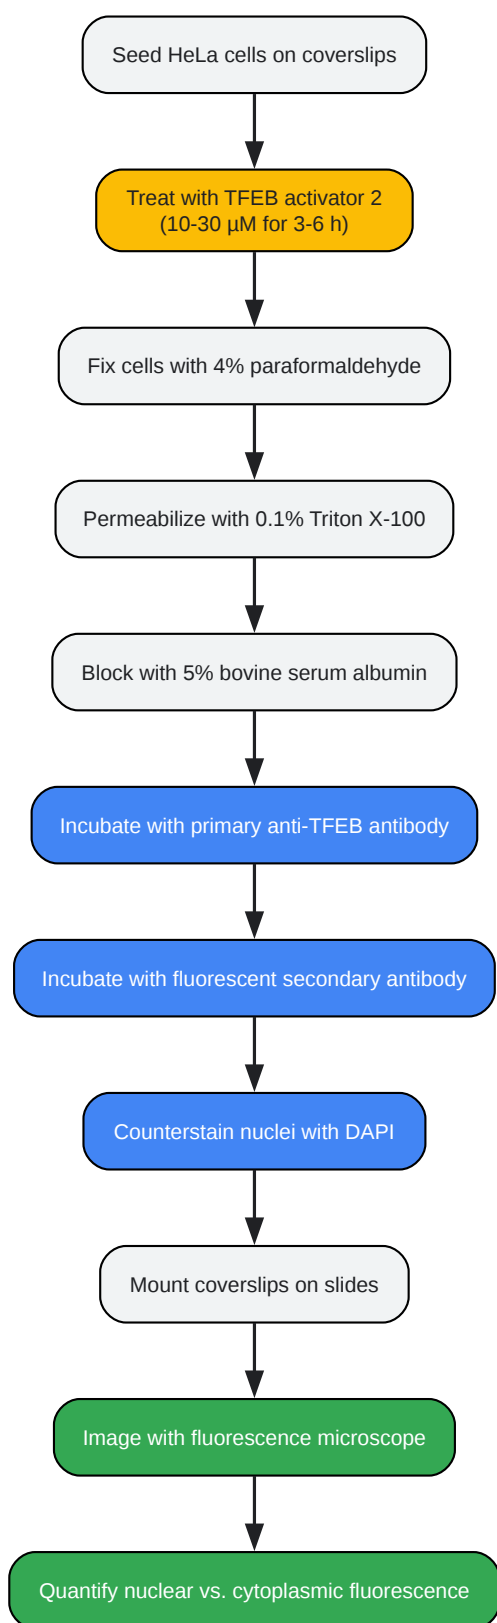 Seed HeLa cells on coverslips
Treat with TFEB activator 2
(10-30 µM for 3-6 h)
Fix cells with 4% paraformaldehyde
Permeabilize with 0.1% Triton X-100
Block with 5% bovine serum albumin
Incubate with primary anti-TFEB antibody
Incubate with fluorescent secondary antibody
Counterstain nuclei with DAPI
Mount coverslips on slides
Image with fluorescence microscope
Quantify nuclear vs. cytoplasmic fluorescence